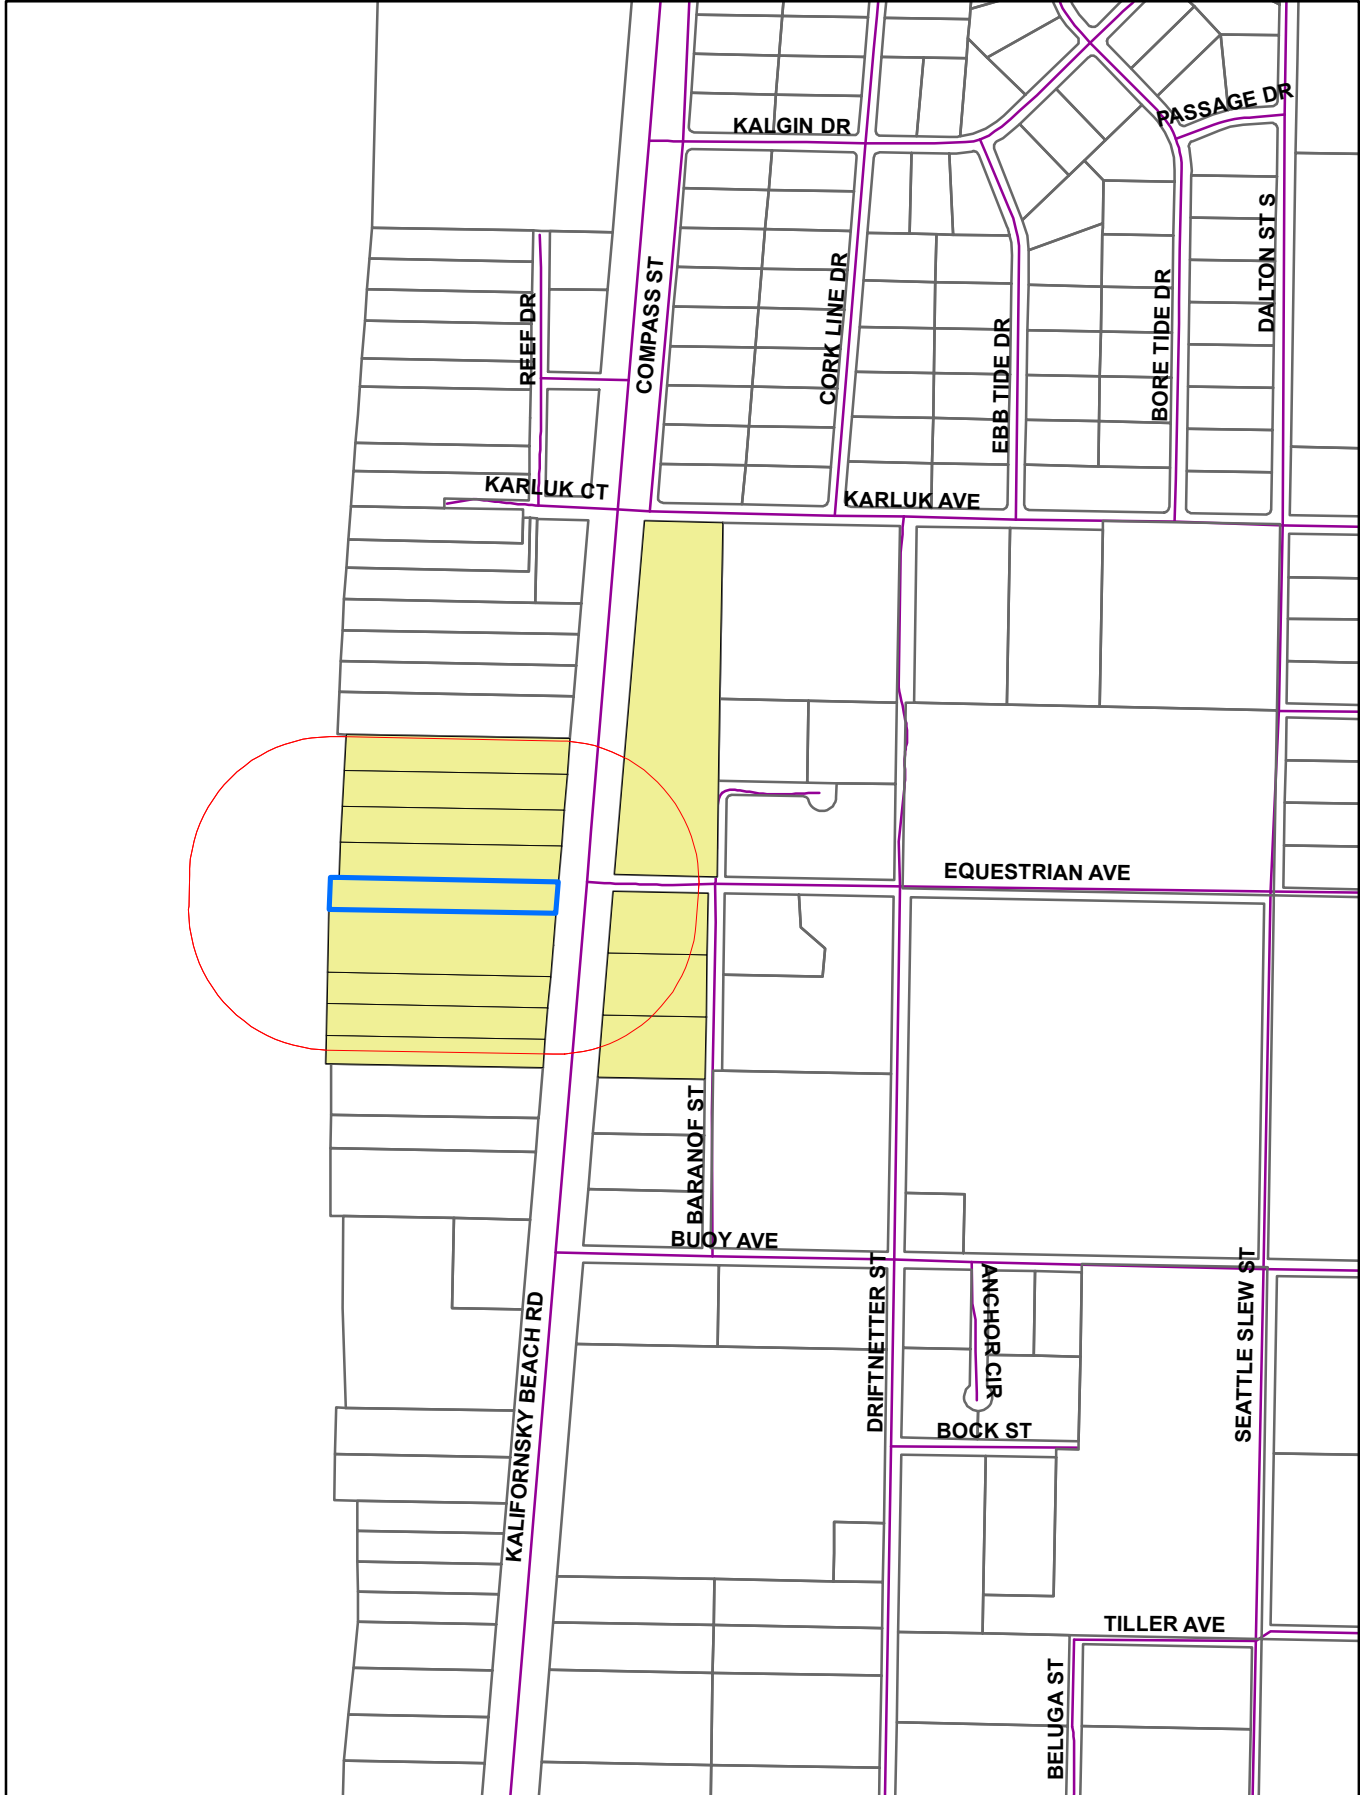 PASSAGE DR
KALGIN DR
DALTON ST S
COMPASS ST
CORK LINE DR
BORE TIDE DR
REEF DR
EBB TIDE DR
KARLUK CT
KARLUK AVE
EQUESTRIAN AVE
BARANOF ST
BUOY AVE
DRIFTNETTER ST
ANCHOR CIR
SEATTLE SLEW ST
KALIFORNSKY BEACH RD
BOCK ST
TILLER AVE
BELUGA ST